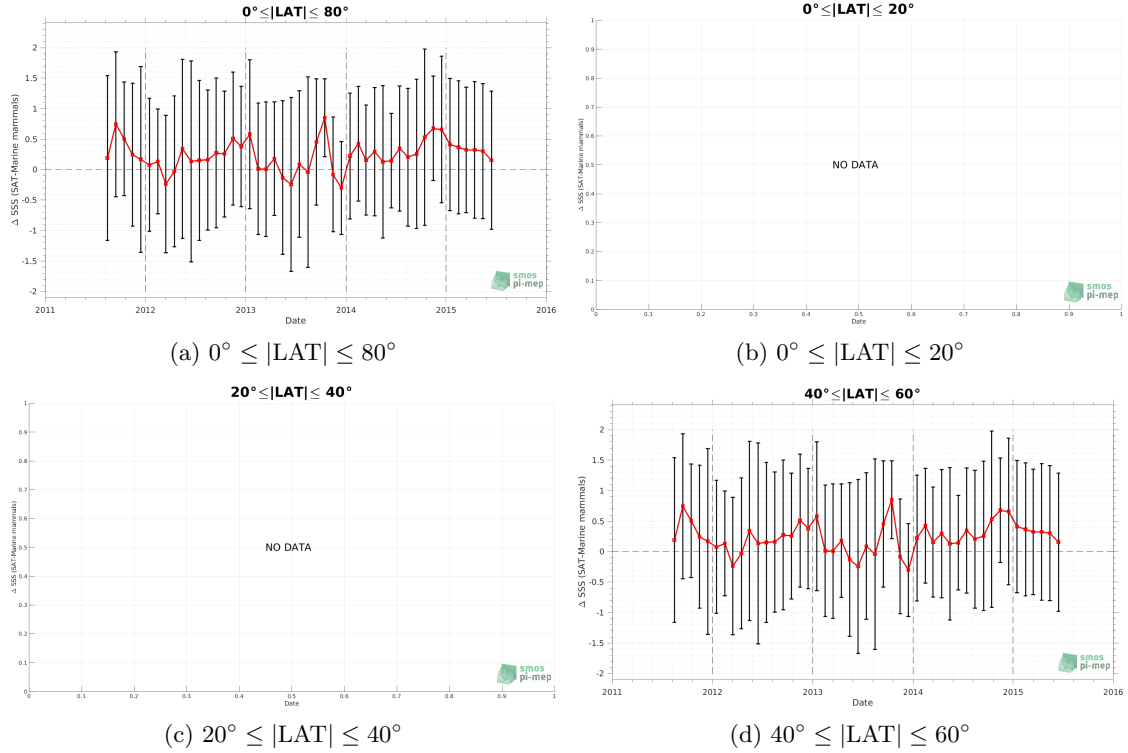 0°≤|LAT|≤ 80°
2
1.5
1
0.5
0
-0.5
-1
-1.5
-2
Δ SSS (SAT-Marine mammals)
2011
2012
2013
2014
2015
2016
Date
smos
pi-mep
(a) 0° ≤ |LAT| ≤ 80°
0°≤|LAT|≤ 20°
1
0.9
0.8
0.7
0.6
0.5
0.4
0.3
0.2
0.1
0
Δ SSS (SAT-Marine mammals)
NO DATA
0
0.1
0.2
0.3
0.4
0.5
0.6
0.7
0.8
0.9
1
Date
smos
pi-mep
(b) 0° ≤ |LAT| ≤ 20°
20°≤|LAT|≤ 40°
1
0.9
0.8
0.7
0.6
0.5
0.4
0.3
0.2
0.1
0
Δ SSS (SAT-Marine mammals)
NO DATA
0
0.1
0.2
0.3
0.4
0.5
0.6
0.7
0.8
0.9
1
Date
smos
pi-mep
(c) 20° ≤ |LAT| ≤ 40°
40°≤|LAT|≤ 60°
2
1.5
1
0.5
0
-0.5
-1
-1.5
-2
Δ SSS (SAT-Marine mammals)
2011
2012
2013
2014
2015
2016
Date
smos
pi-mep
(d) 40° ≤ |LAT| ≤ 60°